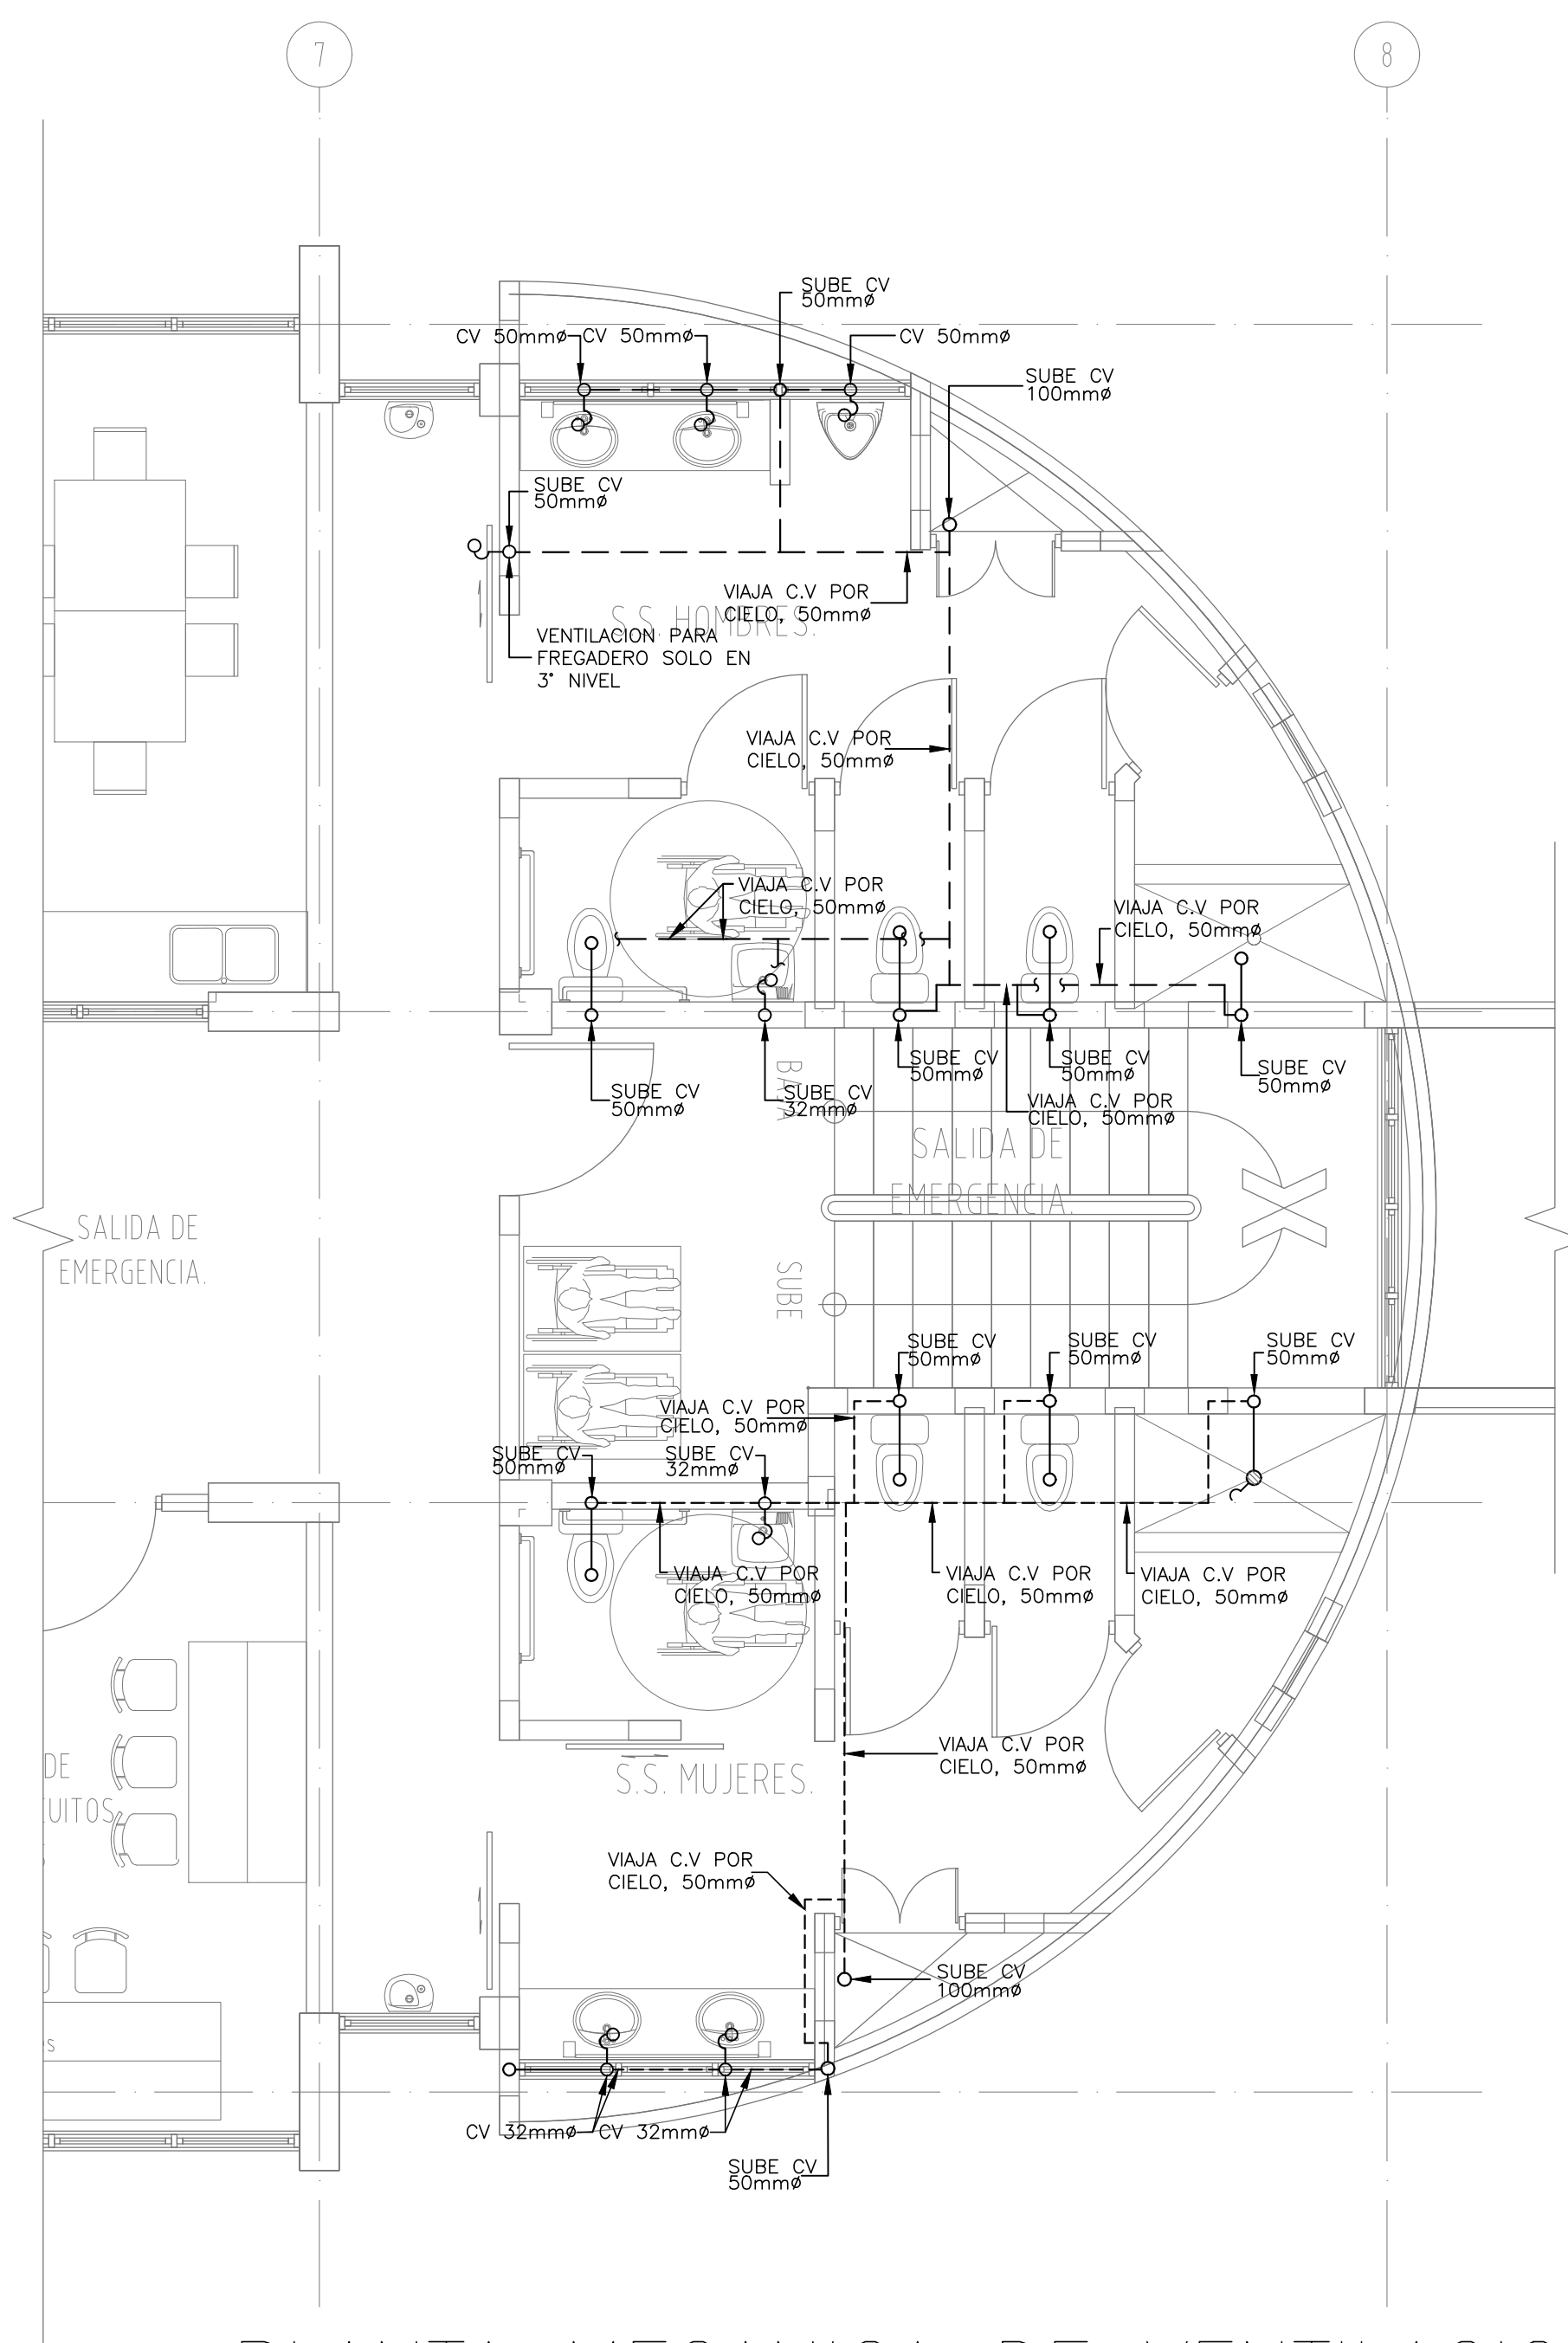 7
8
SUBE CV
50mmø
CV 50mmø
CV 50mmø
CV 50mmø
SUBE CV
100mmø
SUBE CV
50mmø
VIAJA C.V POR
CIELO, 50mmø
S.S. HOMBRES.
VENTILACION PARA
FREGADERO SOLO EN
3° NIVEL
VIAJA C.V POR
CIELO, 50mmø
VIAJA C.V POR
CIELO, 50mmø
VIAJA C.V POR
CIELO, 50mmø
SUBE CV
50mmø
SUBE CV
50mmø
SUBE CV
50mmø
SUBE CV
50mmø
SUBE CV
32mmø
BAJA
VIAJA C.V POR
CIELO, 50mmø
SALIDA DE
EMERGENCIA.
SALIDA DE
EMERGENCIA.
SUBE
SUBE CV
50mmø
SUBE CV
50mmø
SUBE CV
50mmø
VIAJA C.V POR
CIELO, 50mmø
SUBE CV
50mmø
SUBE CV
32mmø
VIAJA C.V POR
CIELO, 50mmø
VIAJA C.V POR
CIELO, 50mmø
VIAJA C.V POR
CIELO, 50mmø
VIAJA C.V POR
CIELO, 50mmø
S.S. MUJERES.
DE
UITOS
VIAJA C.V POR
CIELO, 50mmø
SUBE CV
100mmø
CV 32mmø
CV 32mmø
SUBE CV
50mmø